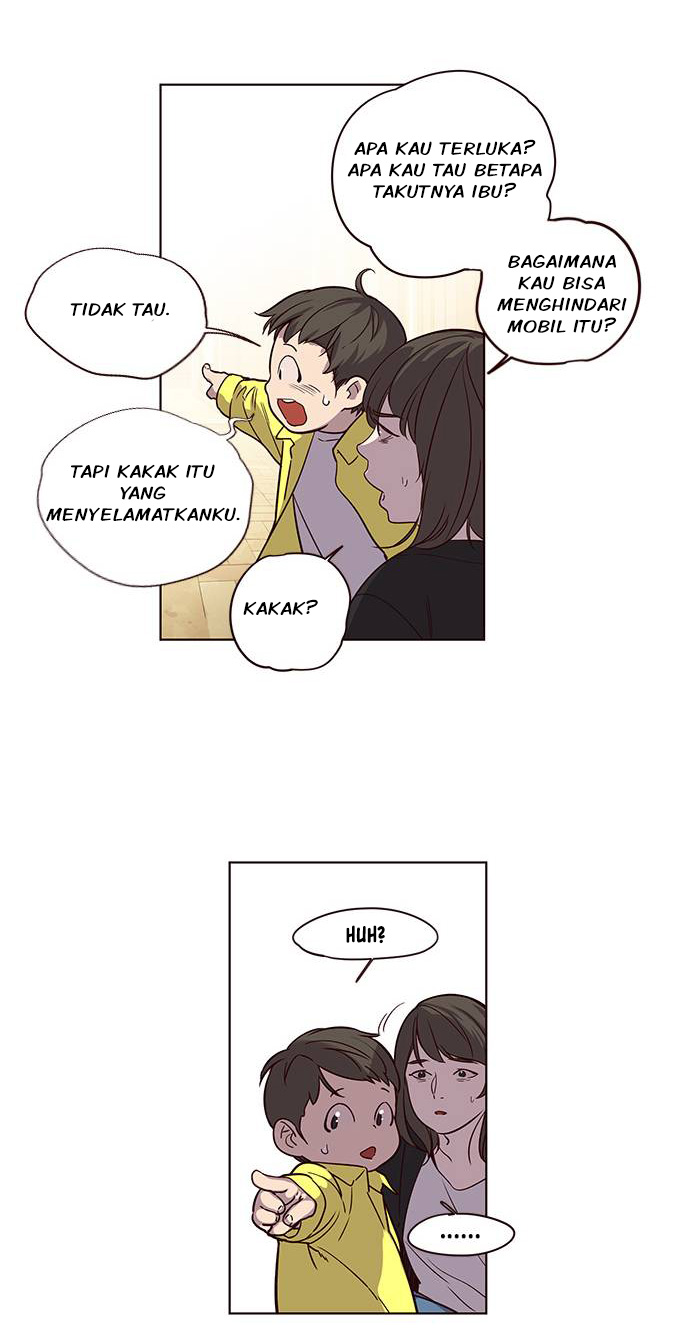 APA KAU TERLUKA?
APA KAU TAU BETAPA
TAKUTNYA IBU?
BAGAIMANA
KAU BISA
MENGHINDARI
MOBIL ITU?
TIDAK TAU.
TAPI KAKAK ITU
YANG
MENYELAMATKANKU.
KAKAK?
HUH?
......